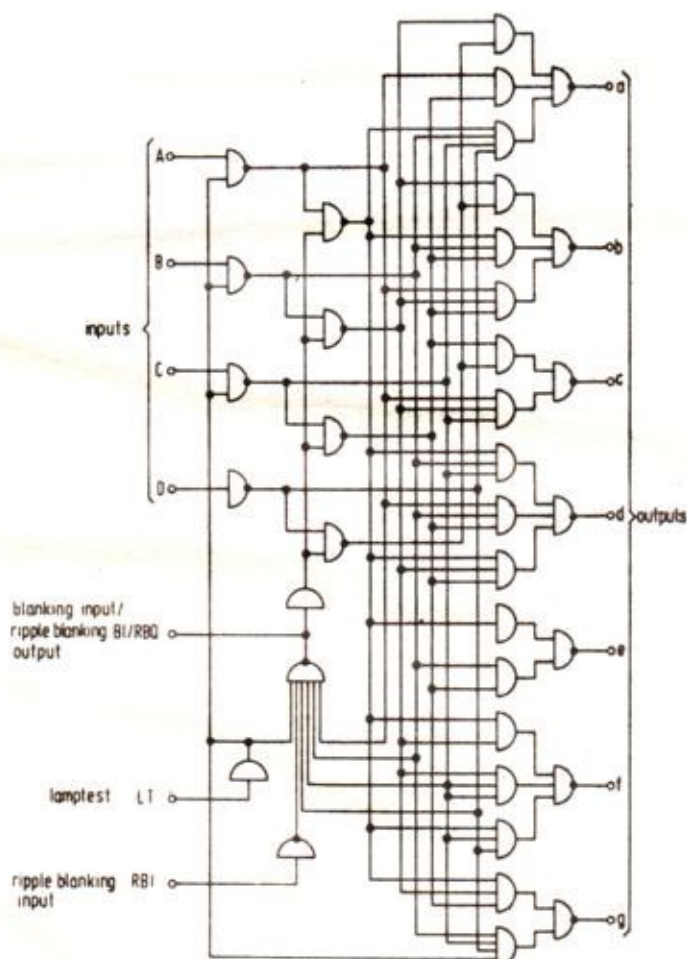 a
A
b
B
inputs
C
c
D
d
outputs
blanking input/
ripple blanking BI/RBO
output
e
lamptest LT
f
ripple blanking RBI
input
g